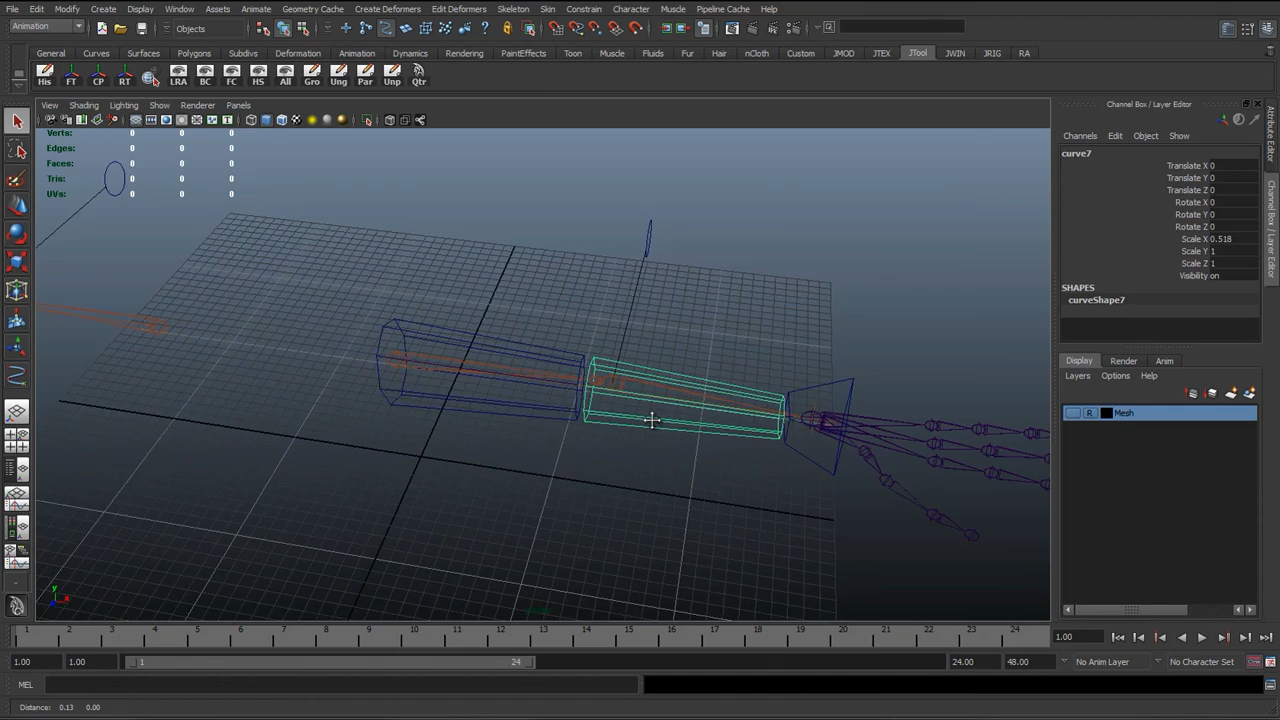 File Edit Modify Create Display Window Assets Animate Geometry Cache Create Deformers Edit Deformers Skeleton Skin Constrain Character Muscle Pipeline Cache Help
Animation Objects
General Curves Surfaces Polygons Subdivs Deformation Animation Dynamics Rendering PaintEffects Toon Muscle Fluids Fur Hair nCloth Custom JMOD JTEX JTool JWIN JRIG RA
His FT CP RT LRA BC FC HS All Gro Ung Par Unp Qtr
View Shading Lighting Show Renderer Panels
Verts: 0 0 0
Edges: 0 0 0
Faces: 0 0 0
Tris: 0 0 0
UVs: 0 0 0
y
x
Channel Box / Layer Editor
Channels Edit Object Show
curve7
Translate X 0
Translate Y 0
Translate Z 0
Rotate X 0
Rotate Y 0
Rotate Z 0
Scale X 0.518
Scale Y 1
Scale Z 1
Visibility on
SHAPES
curveShape7
Display Render Anim
Layers Options Help
R Mesh
Attribute Editor
Channel Box / Layer Editor
1 2 3 4 5 6 7 8 9 10 11 12 13 14 15 16 17 18 19 20 21 22 23 24
1.00
1.00 1.00 1 24 24.00 48.00 No Anim Layer No Character Set
MEL
Distance: 0.13 0.00